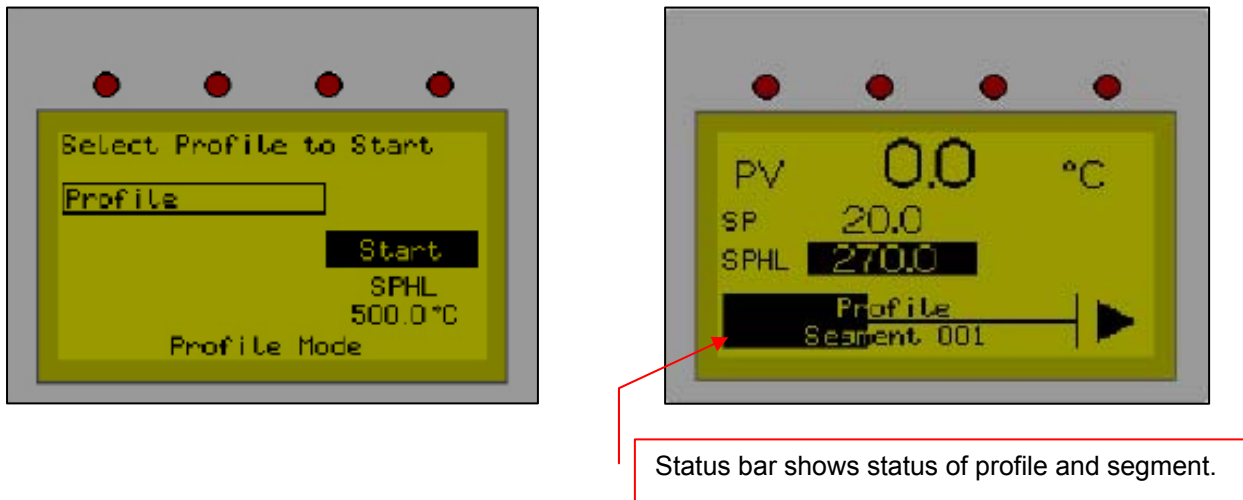 Select Profile to Start
Profile
Start
SPHL
500.0 °C
Profile Mode
PV 0.0 °C
SP 20.0
SPHL 270.0
Profile
Segment 001
Status bar shows status of profile and segment.